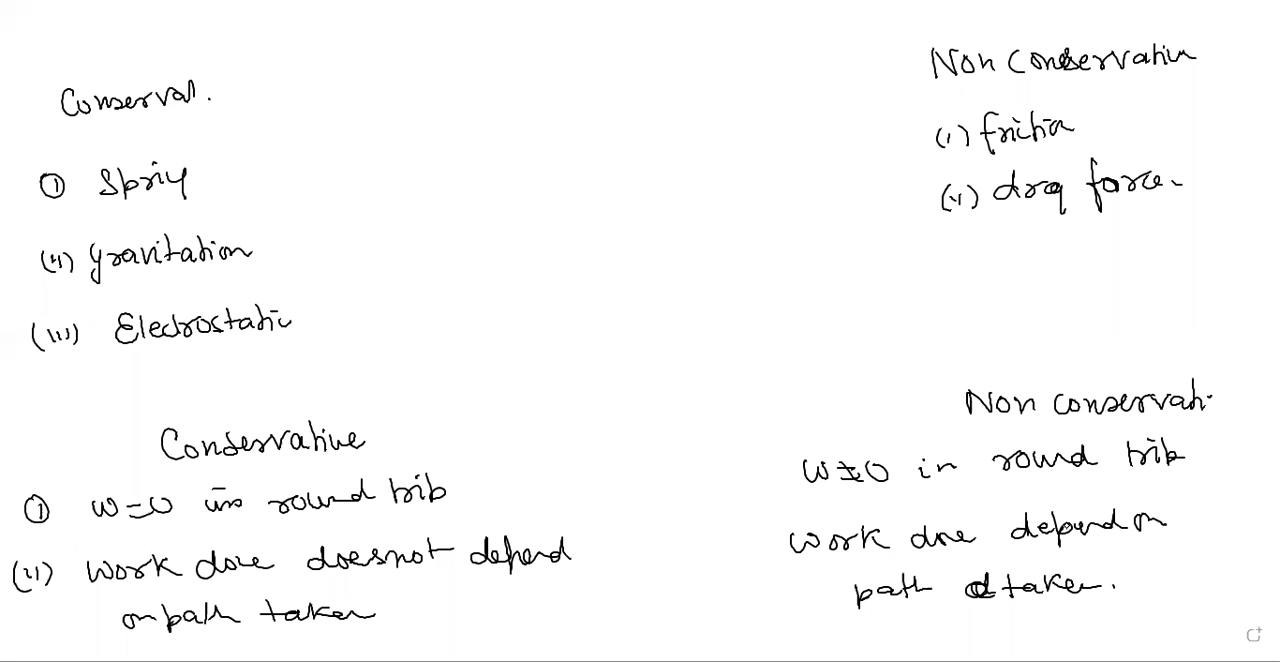 Conserval.
① Spring
(ii) gravitation
(iii) Electrostatic
Non Conservative
(i) friction
(ii) drag force.
Conservative
① W=0 in round trip
(ii) Work done doesnot depend
on path taken
Non conservati.
W≠0 in round trip
work done depend on
path taken.